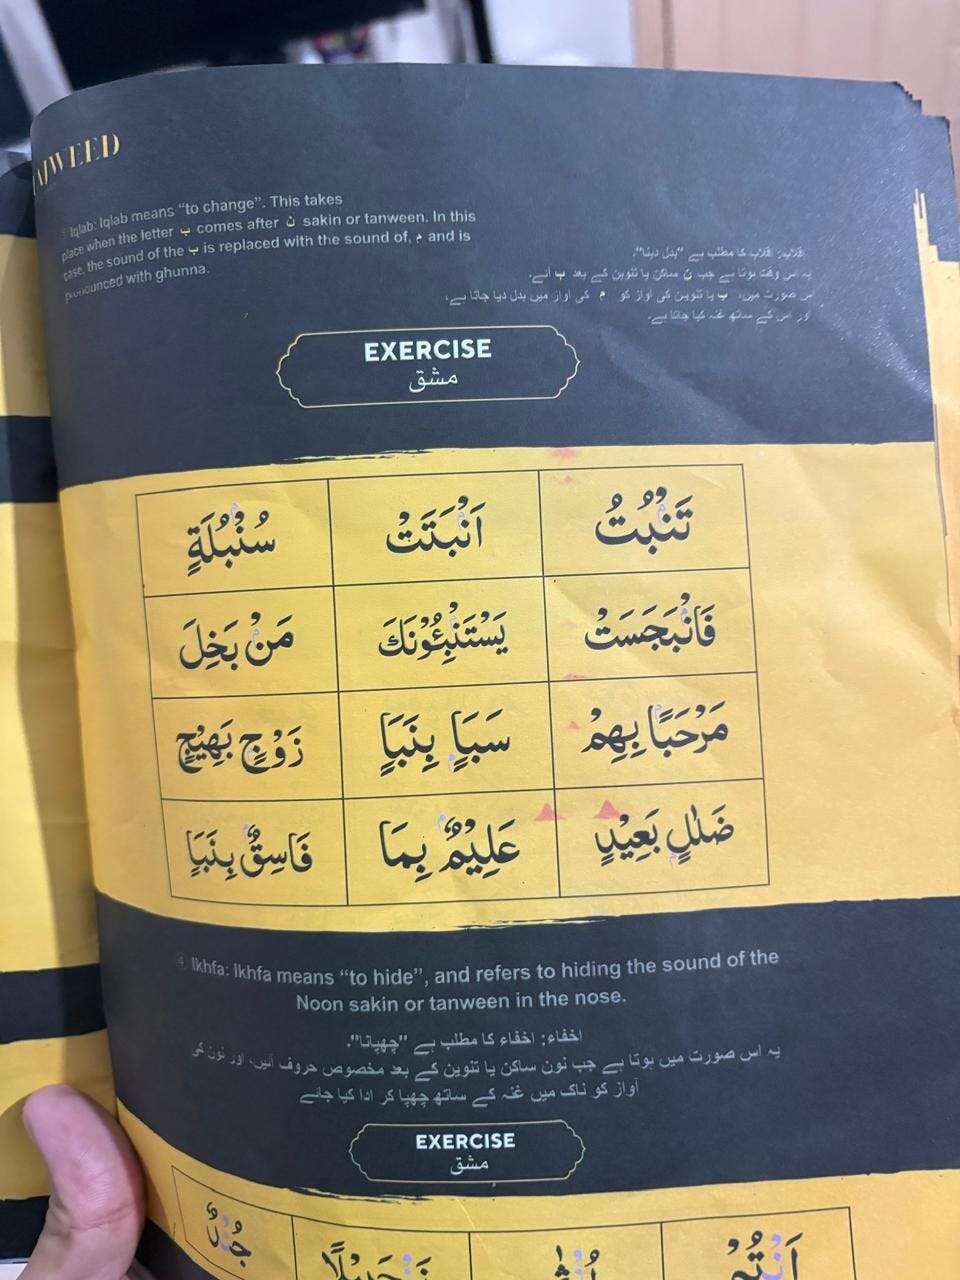 TAJWEED
Iqlab: Iqlab means “to change”. This takes
place when the letter ب comes after ن sakin or tanween. In this
case, the sound of the ب is replaced with the sound of, م and is
pronounced with ghunna.
اقلاب: اقلاب کا مطلب ہے "بدل دینا".
یہ اس وقت ہوتا ہے جب ن ساکن یا تنوین کے بعد ب آئے.
اس صورت میں، ب یا تنوین کی آواز کو م کی آواز میں بدل دیا جاتا ہے،
اور اس کے ساتھ غنہ کیا جاتا ہے.
EXERCISE
مشق
تَنْۢبُتُ اَنْۢبَتَتْ سُنْۢبُلَةٍ
فَانْۢبَجَسَتْ يَسْتَنْۢبِـُٔوْنَكَ مَنْۢ بَخِلَ
مَرْحَبًاۢ بِهِمْ سَبَاٍۭ بِنَبَاٍ زَوْجٍۭ بَهِيْجٍ
ضَلٰلٍۭ بَعِيْدٍ عَلِيْمٌۢ بِمَا فَاسِقٌۢ بِنَبَاٍ
4) Ikhfa: Ikhfa means “to hide”, and refers to hiding the sound of the
Noon sakin or tanween in the nose.
اخفاء: اخفاء کا مطلب ہے "چھپانا".
یہ اس صورت میں ہوتا ہے جب نون ساکن یا تنوین کے بعد مخصوص حروف آئیں، اور نون کی
آواز کو ناک میں غنہ کے ساتھ چھپا کر ادا کیا جائے
EXERCISE
مشق